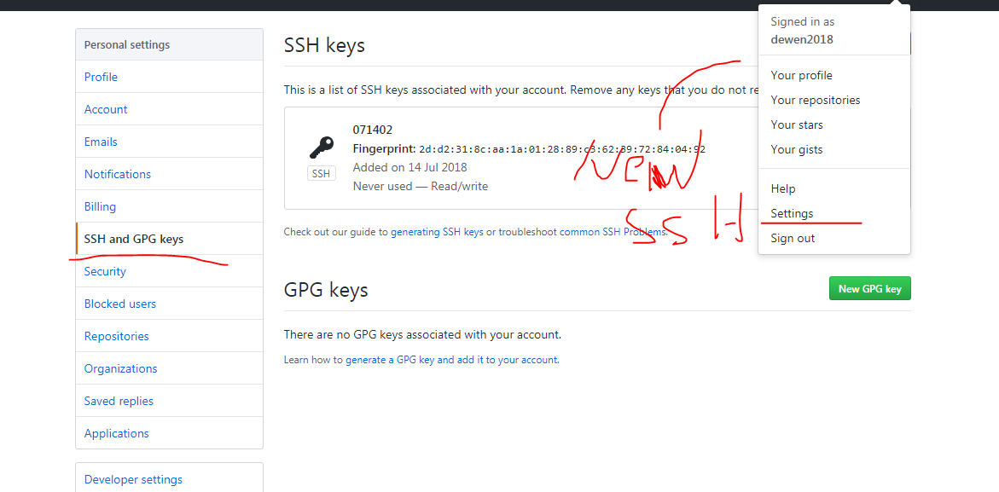 Personal settings
Profile
Account
Emails
Notifications
Billing
SSH and GPG keys
Security
Blocked users
Repositories
Organizations
Saved replies
Applications
Developer settings
SSH keys
This is a list of SSH keys associated with your account. Remove any keys that you do not re
071402
Fingerprint: 2d:d2:31:8c:aa:1a:01:28:89:c3:62:39:72:84:04:92
Added on 14 Jul 2018
Never used — Read/write
SSH
New
SSH
Check out our guide to generating SSH keys or troubleshoot common SSH Problems.
GPG keys
New GPG key
There are no GPG keys associated with your account.
Learn how to generate a GPG key and add it to your account.
Signed in as
dewen2018
Your profile
Your repositories
Your stars
Your gists
Help
Settings
Sign out